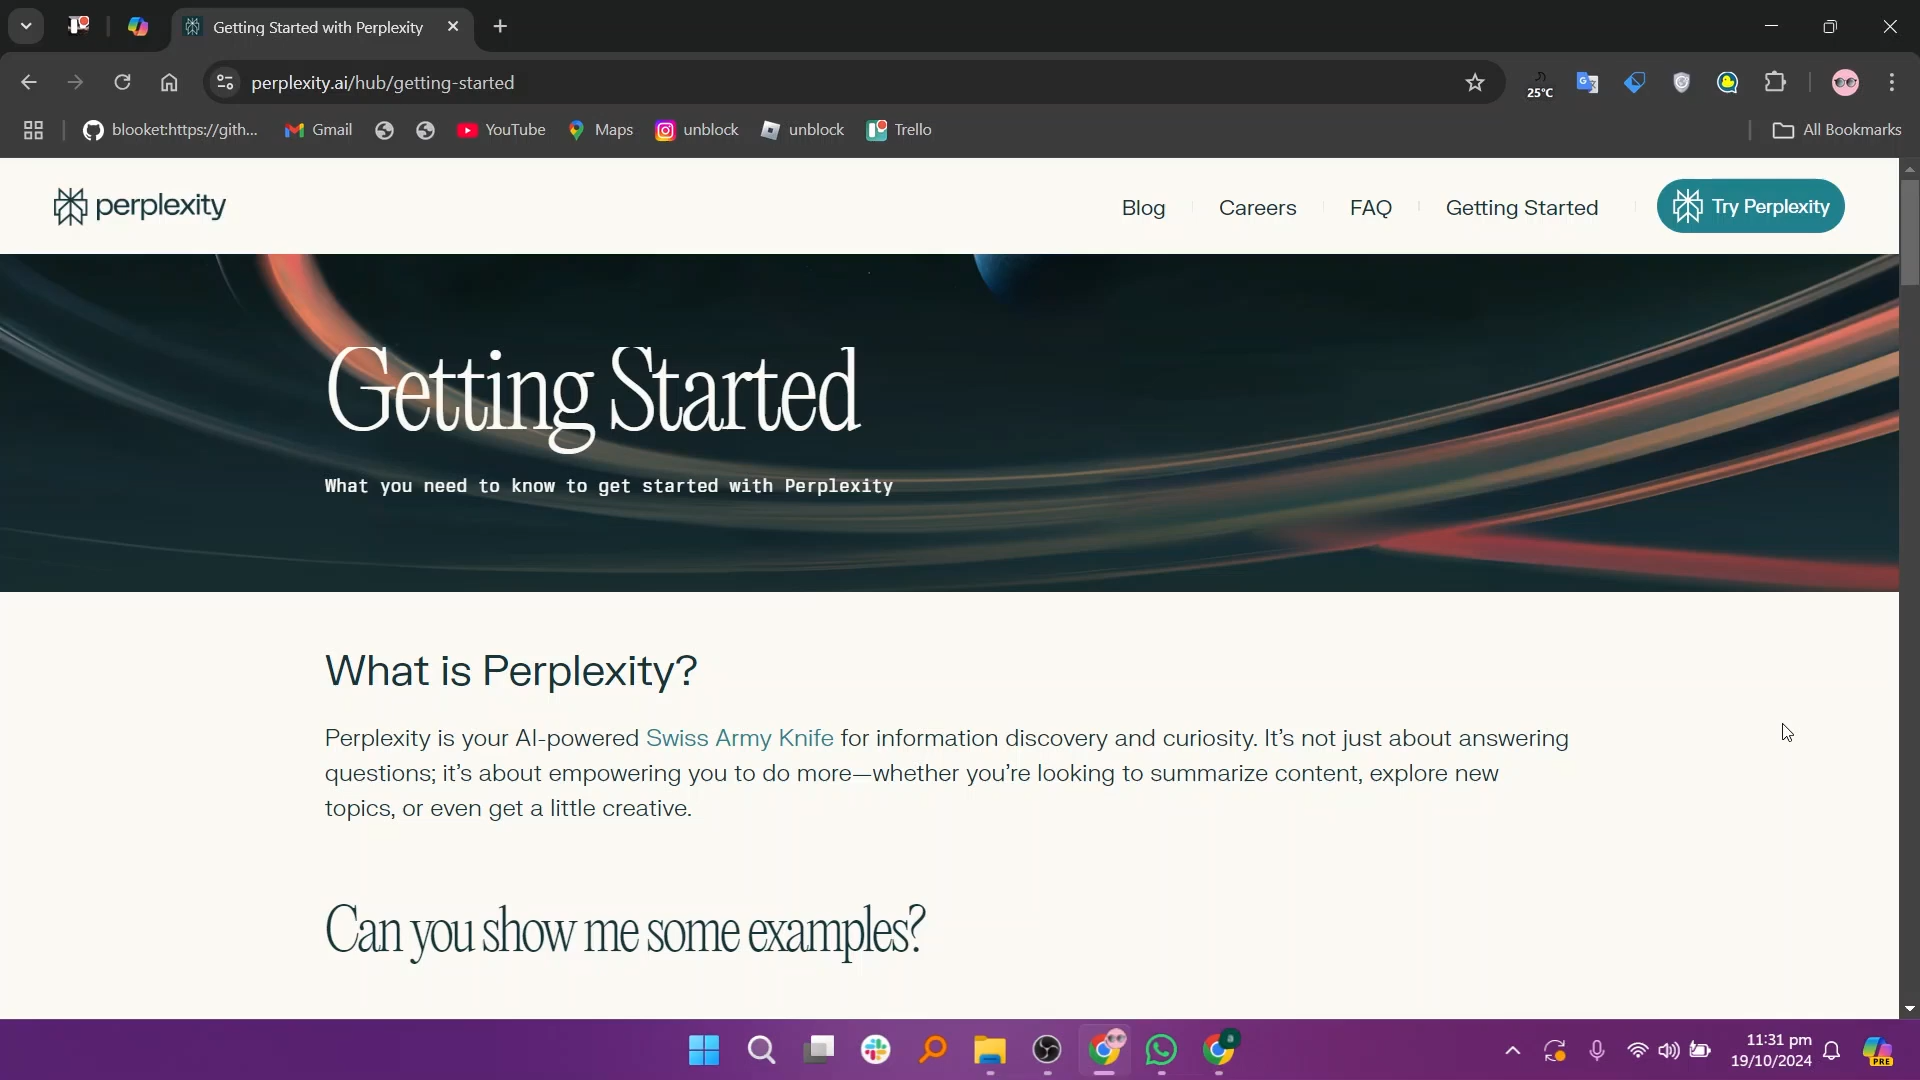 Getting Started with Perplexity
perplexity.ai/hub/getting-started
25°C
blooket:https://gith...
Gmail
YouTube
Maps
unblock
unblock
Trello
All Bookmarks
perplexity
Blog
Careers
FAQ
Getting Started
Try Perplexity
Getting Started
What you need to know to get started with Perplexity
What is Perplexity?
Perplexity is your AI-powered Swiss Army Knife for information discovery and curiosity. It’s not just about answering
questions; it’s about empowering you to do more—whether you’re looking to summarize content, explore new
topics, or even get a little creative.
Can you show me some examples?
11:31 pm
19/10/2024
PRE